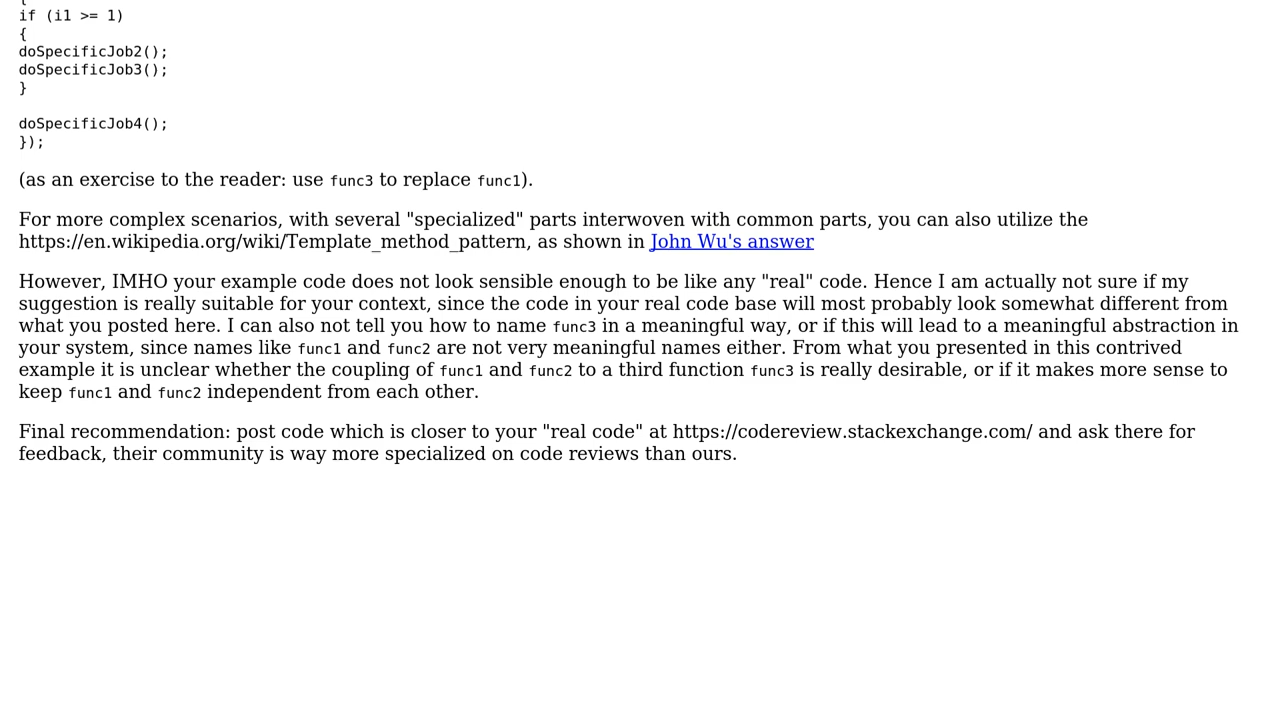 {
if (i1 >= 1)
{
doSpecificJob2();
doSpecificJob3();
}
doSpecificJob4();
});
(as an exercise to the reader: use func3 to replace func1).
For more complex scenarios, with several "specialized" parts interwoven with common parts, you can also utilize the
https://en.wikipedia.org/wiki/Template_method_pattern, as shown in John Wu's answer
However, IMHO your example code does not look sensible enough to be like any "real" code. Hence I am actually not sure if my
suggestion is really suitable for your context, since the code in your real code base will most probably look somewhat different from
what you posted here. I can also not tell you how to name func3 in a meaningful way, or if this will lead to a meaningful abstraction in
your system, since names like func1 and func2 are not very meaningful names either. From what you presented in this contrived
example it is unclear whether the coupling of func1 and func2 to a third function func3 is really desirable, or if it makes more sense to
keep func1 and func2 independent from each other.
Final recommendation: post code which is closer to your "real code" at https://codereview.stackexchange.com/ and ask there for
feedback, their community is way more specialized on code reviews than ours.